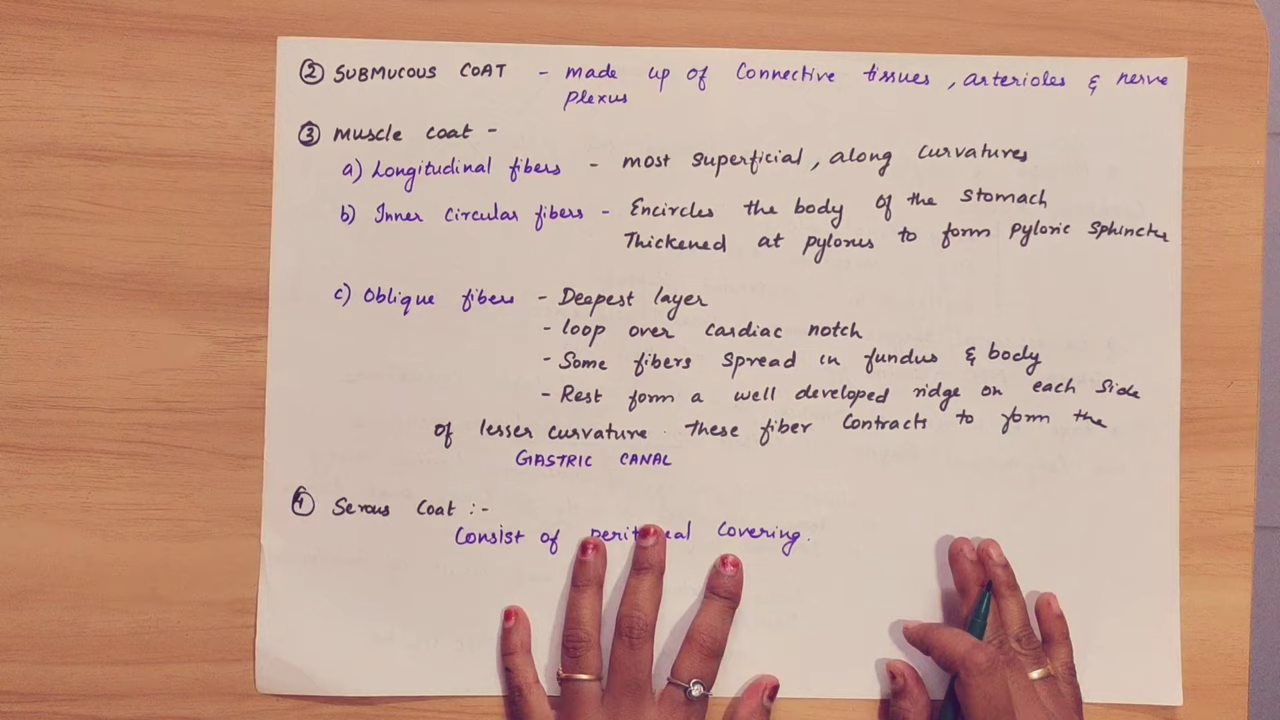 ② SUBMUCOUS COAT - made up of Connective tissues, arterioles & nerve
plexus
③ Muscle coat -
a) Longitudinal fibers - most superficial, along curvatures
b) Inner circular fibers - Encircles the body of the Stomach
Thickened at pylorus to form pyloric sphincter
c) Oblique fibers - Deepest layer
- loop over cardiac notch
- Some fibers spread in fundus & body
- Rest form a well developed ridge on each side
of lesser curvature. These fiber contracts to form the
GASTRIC CANAL
④ Serous coat :-
Consist of covering.